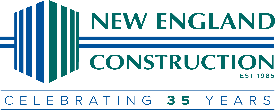 NEW ENGLAND
CONSTRUCTION
EST 1985
CELEBRATING 35 YEARS